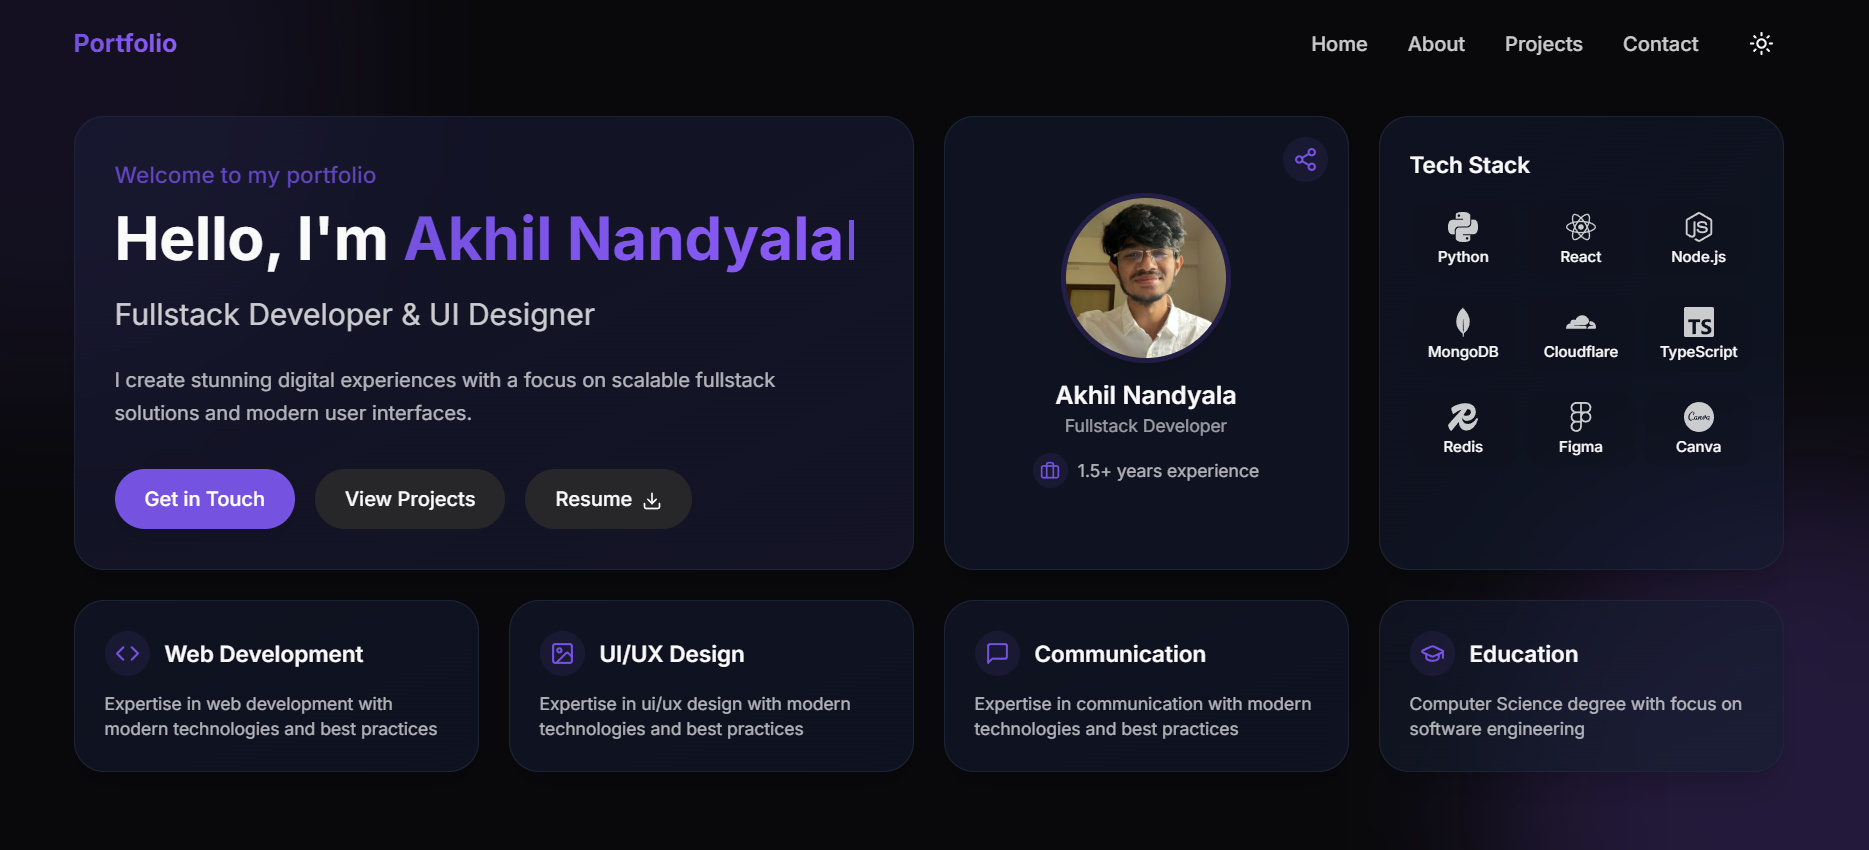 Portfolio
Home
About
Projects
Contact
Welcome to my portfolio
Hello, I'm Akhil Nandyala
Fullstack Developer & UI Designer
I create stunning digital experiences with a focus on scalable fullstack
solutions and modern user interfaces.
Get in Touch
View Projects
Resume
Akhil Nandyala
Fullstack Developer
1.5+ years experience
Tech Stack
Python
React
JS
Node.js
MongoDB
Cloudflare
TS
TypeScript
Redis
Figma
Canva
Canva
Web Development
Expertise in web development with
modern technologies and best practices
UI/UX Design
Expertise in ui/ux design with modern
technologies and best practices
Communication
Expertise in communication with modern
technologies and best practices
Education
Computer Science degree with focus on
software engineering